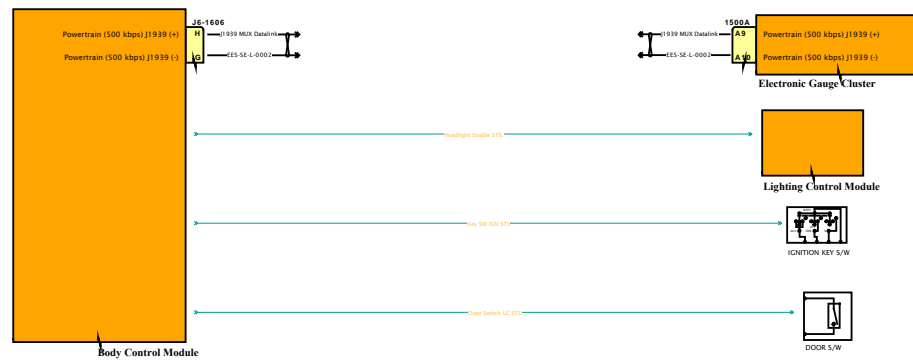 J6-1606
1500A
Powertrain (500 kbps) J1939 (+)
H
J1939 MUX Datalink
J1939 MUX Datalink
A9
Powertrain (500 kbps) J1939 (+)
Powertrain (500 kbps) J1939 (-)
G
EES-SE-L-0002
EES-SE-L-0002
A10
Powertrain (500 kbps) J1939 (-)
Electronic Gauge Cluster
Headlight Enable STS
Lighting Control Module
Key SW IGN STS
IGNITION KEY S/W
Door Switch LC STS
DOOR S/W
Body Control Module